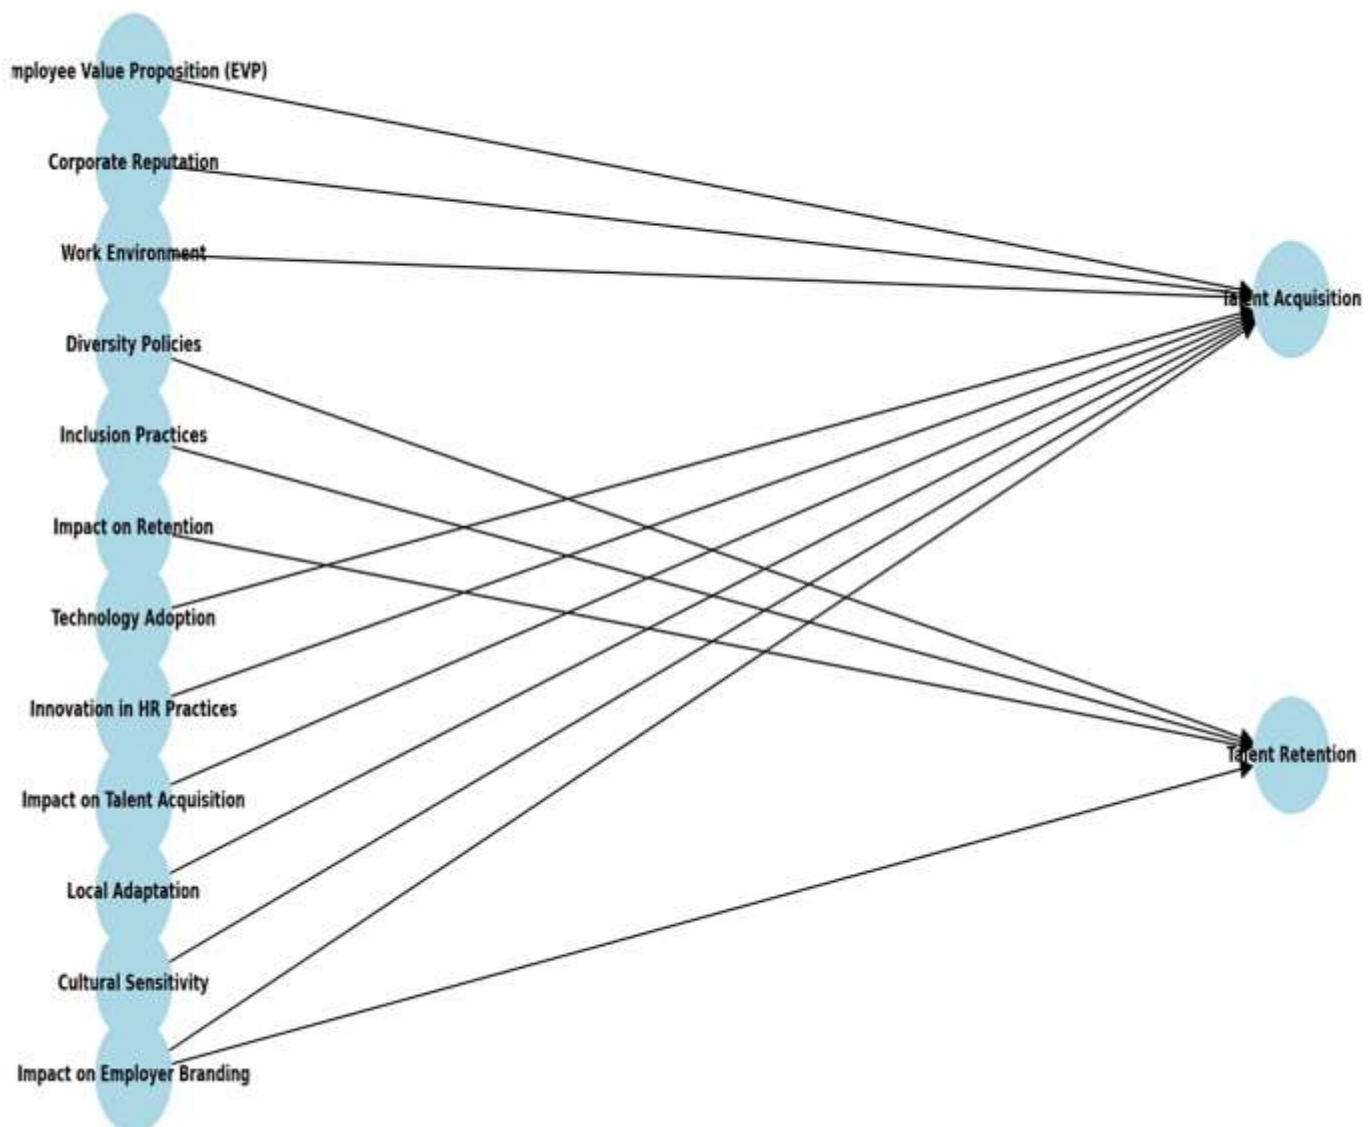 mployee Value Proposition (EVP)
Corporate Reputation
Work Environment
Talent Acquisition
Diversity Policies
Inclusion Practices
Impact on Retention
Technology Adoption
Innovation in HR Practices
Talent Retention
Impact on Talent Acquisition
Local Adaptation
Cultural Sensitivity
Impact on Employer Branding